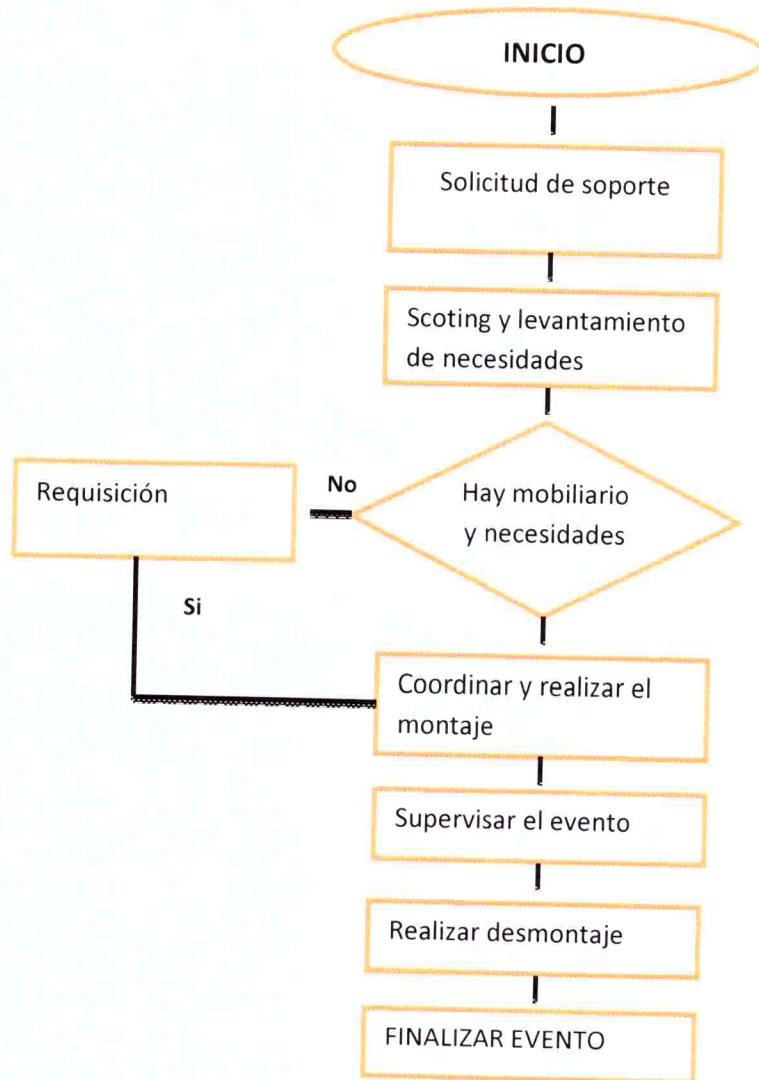 INICIO
Solicitud de soporte
Scoting y levantamiento
de necesidades
Hay mobiliario
y necesidades
No
Requisición
Si
Coordinar y realizar el
montaje
Supervisar el evento
Realizar desmontaje
FINALIZAR EVENTO